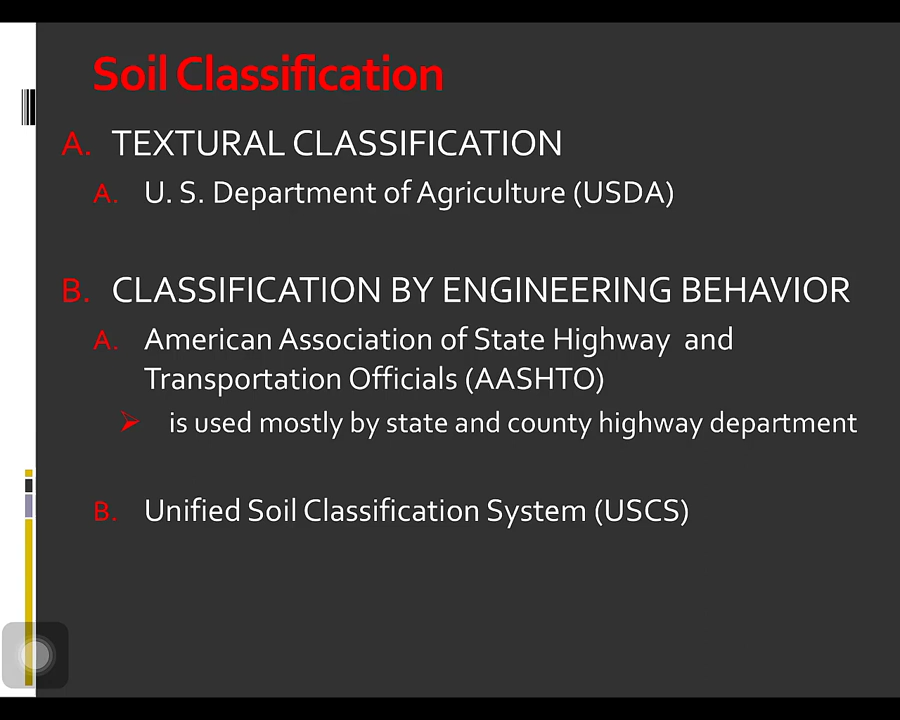 Soil Classification
A. TEXTURAL CLASSIFICATION
A. U. S. Department of Agriculture (USDA)
B. CLASSIFICATION BY ENGINEERING BEHAVIOR
A. American Association of State Highway and
Transportation Officials (AASHTO)
is used mostly by state and county highway department
B. Unified Soil Classification System (USCS)